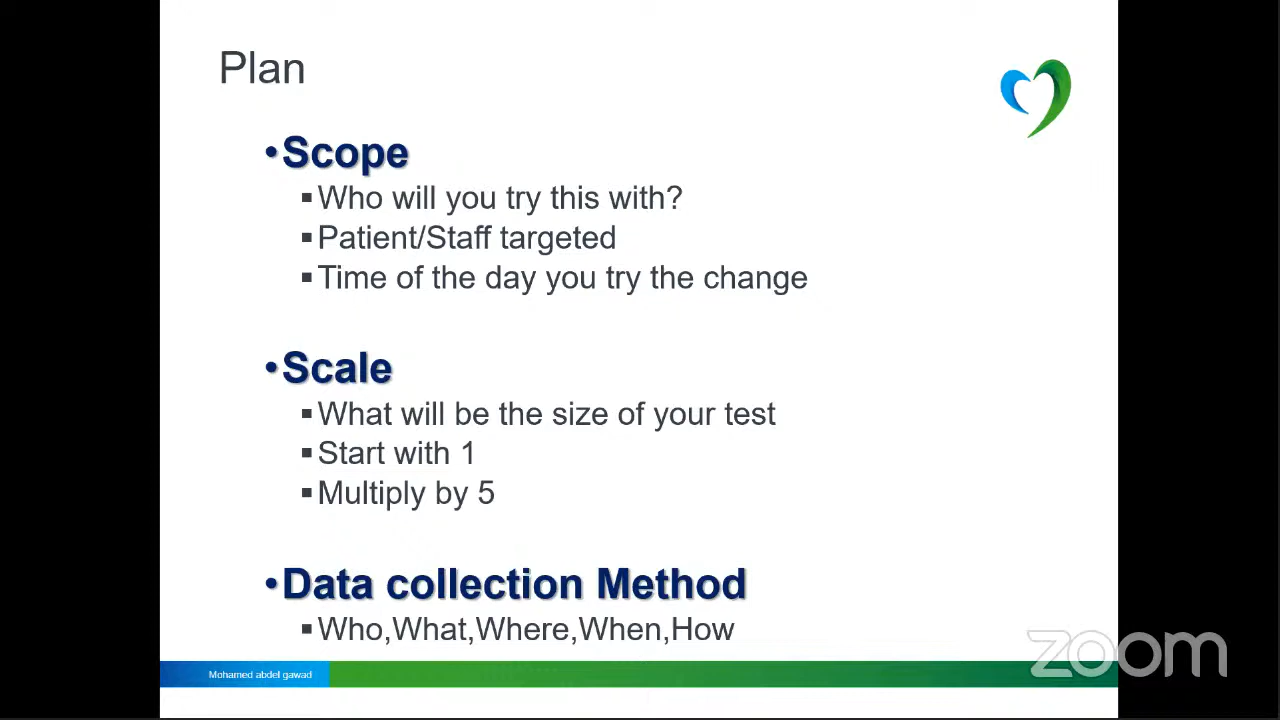 Plan
•Scope
▪Who will you try this with?
▪Patient/Staff targeted
▪Time of the day you try the change
•Scale
▪What will be the size of your test
▪Start with 1
▪Multiply by 5
•Data collection Method
▪Who,What,Where,When,How
Mohamed abdel gawad
zoom